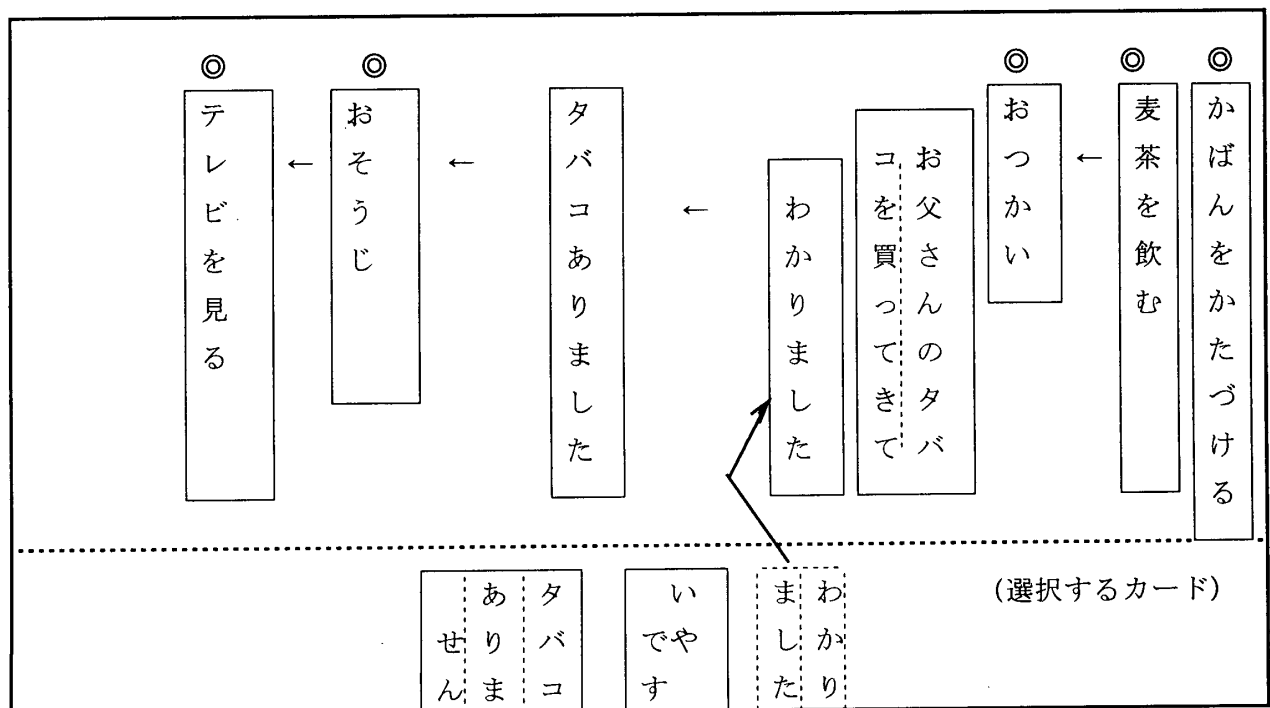 ◎
かばんをかたづける
◎
麦茶を飲む
←
◎
おつかい
お父さんのタバ
コを買ってきて
わかりました
←
タバコありました
←
◎
おそうじ
←
◎
テレビを見る
(選択するカード)
わかり
ました
いや
です
タバコ
ありま
せん